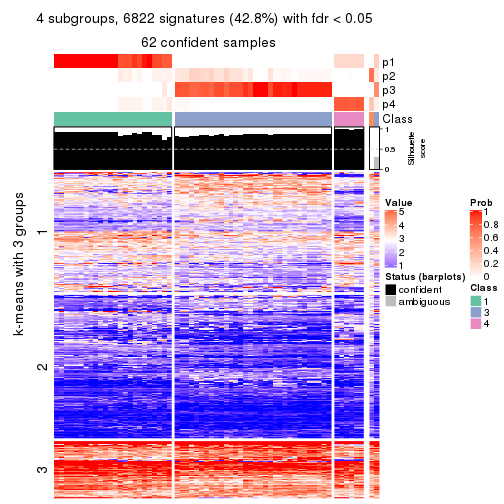 4 subgroups, 6822 signatures (42.8%) with fdr < 0.05
62 confident samples
p1
p2
p3
p4
Class
1
0.5
0
Silhouette
score
k-means with 3 groups
1
2
3
Value
5
4
3
2
1
Status (barplots)
confident
ambiguous
Prob
1
0.8
0.6
0.4
0.2
0
Class
1
3
4